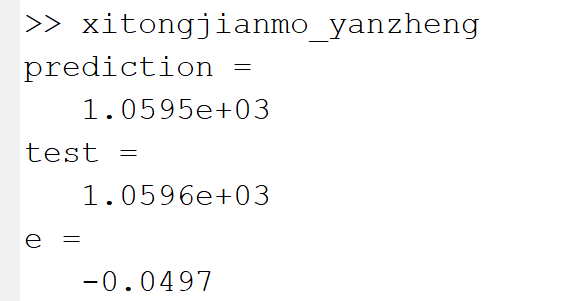 >> xitongjianmo_yanzheng
prediction =
1.0595e+03
test =
1.0596e+03
e =
-0.0497